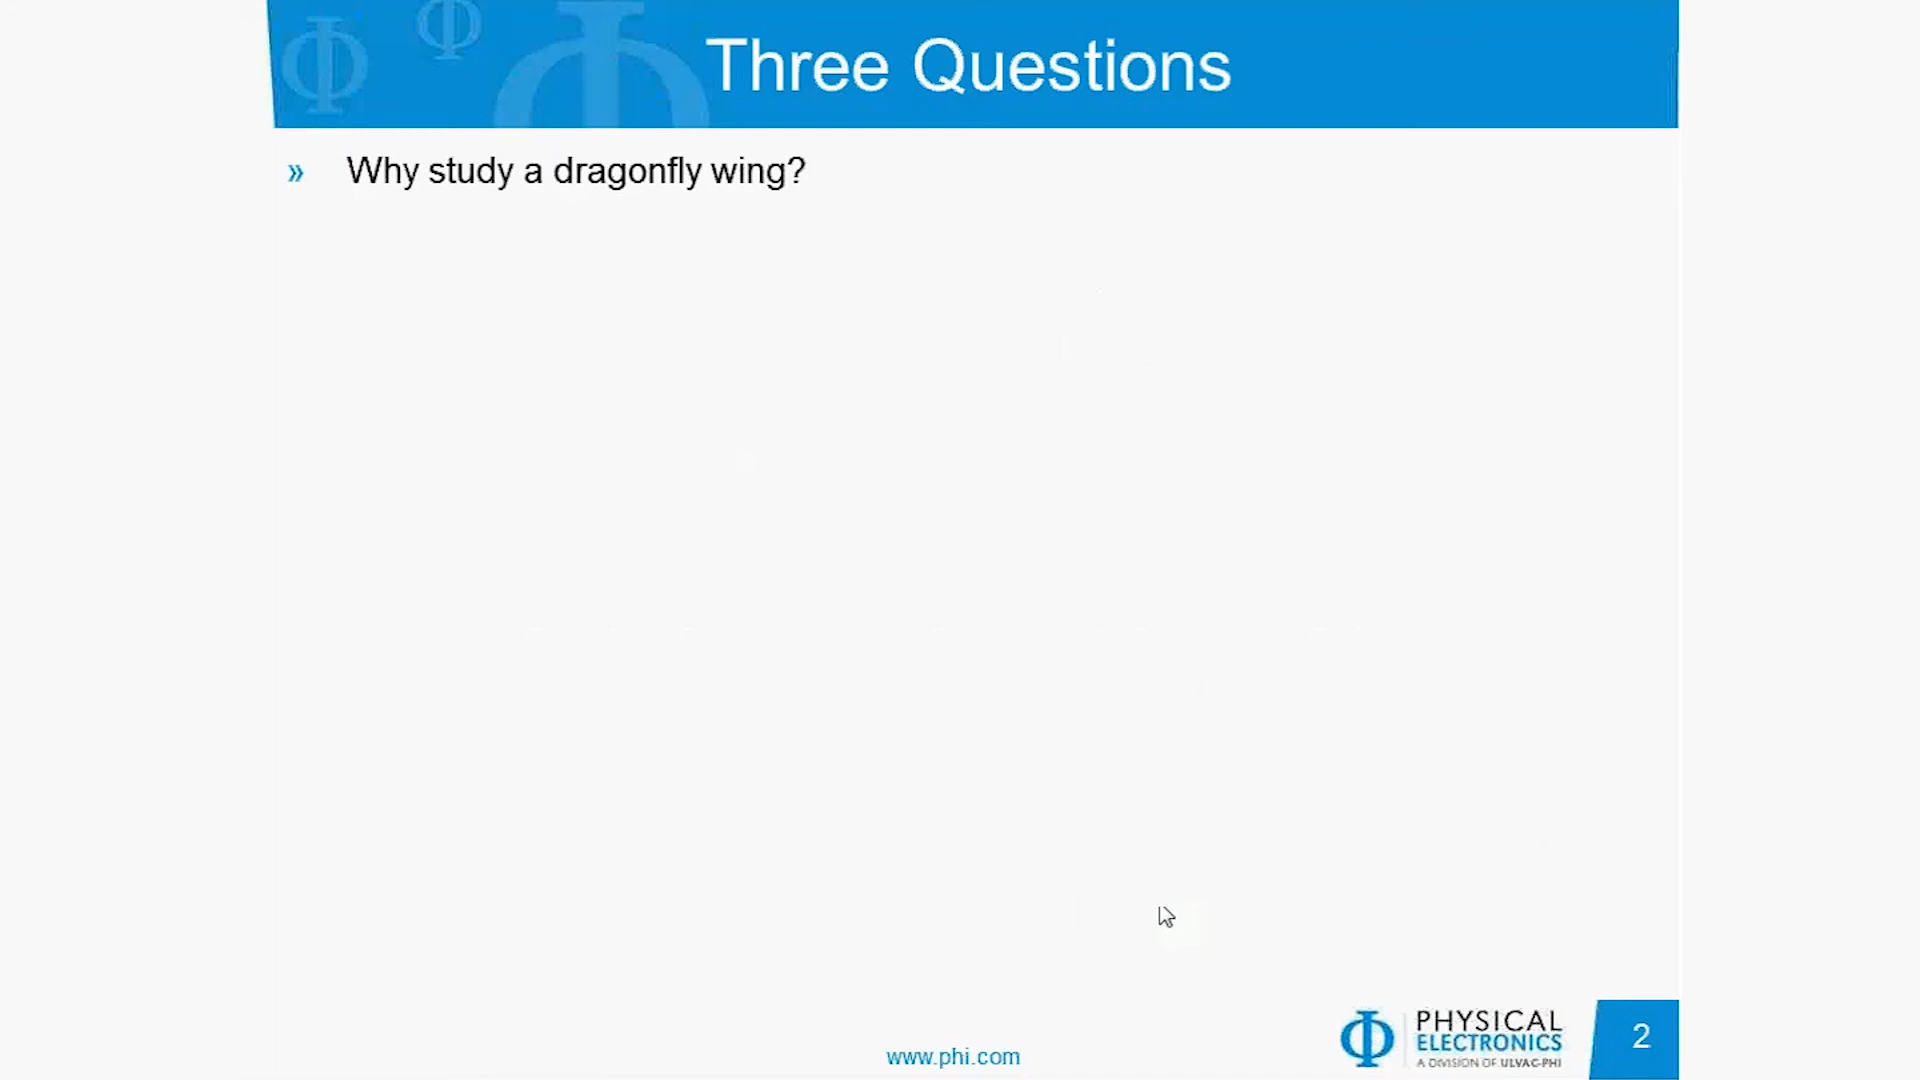 Three Questions
» Why study a dragonfly wing?
www.phi.com
PHYSICAL
ELECTRONICS
A DIVISION OF ULVAC-PHI
2